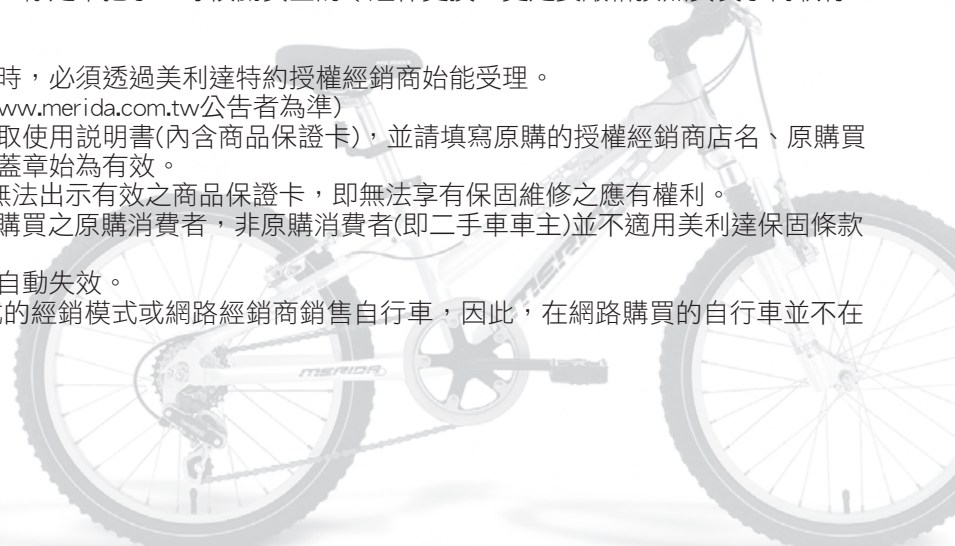 時，必須透過美利達特約授權經銷商始能受理。
ww.merida.com.tw公告者為準)
取使用說明書(內含商品保證卡)，並請填寫原購的授權經銷商店名、原購買
蓋章始為有效。
無法出示有效之商品保證卡，即無法享有保固維修之應有權利。
購買之原購消費者，非原購消費者(即二手車車主)並不適用美利達保固條款
自動失效。
的經銷模式或網路經銷商銷售自行車，因此，在網路購買的自行車並不在
MERIDA
MERIDA